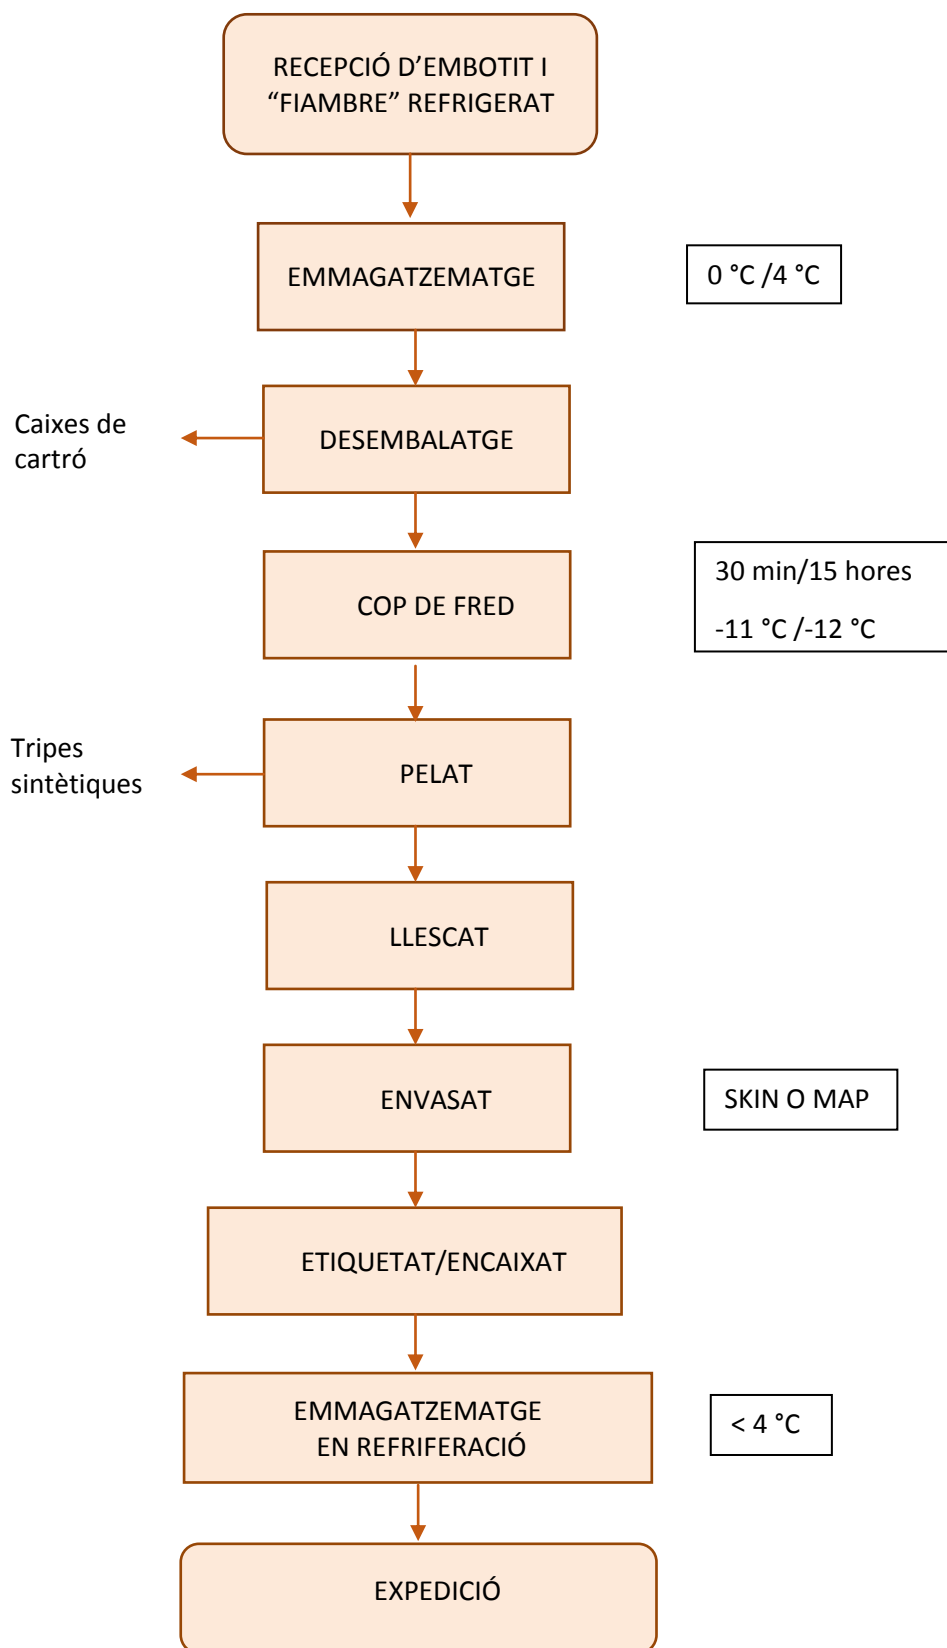 RECEPCIÓ D’EMBOTIT I
“FIAMBRE” REFRIGERAT
EMMAGATZEMATGE
0 °C /4 °C
Caixes de
cartró
DESEMBALATGE
COP DE FRED
30 min/15 hores
-11 °C /-12 °C
Tripes
sintètiques
PELAT
LLESCAT
ENVASAT
SKIN O MAP
ETIQUETAT/ENCAIXAT
EMMAGATZEMATGE
EN REFRIFERACIÓ
< 4 °C
EXPEDICIÓ